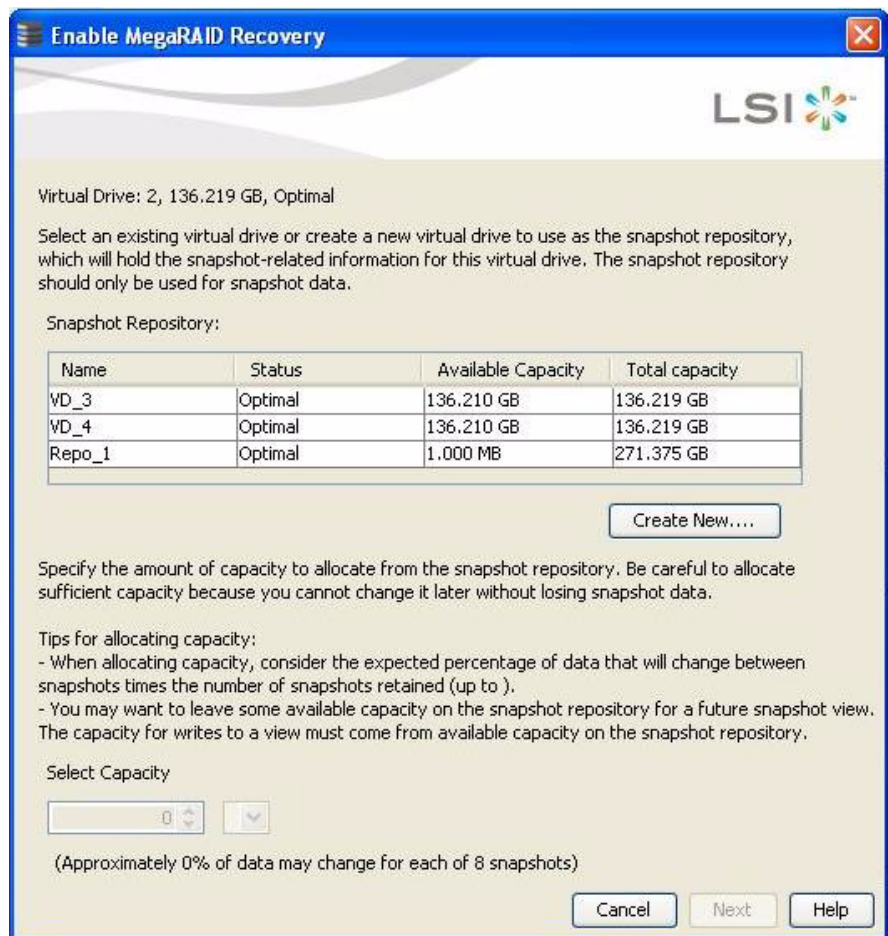 Enable MegaRAID Recovery
LSI
Virtual Drive: 2, 136.219 GB, Optimal
Select an existing virtual drive or create a new virtual drive to use as the snapshot repository,
which will hold the snapshot-related information for this virtual drive. The snapshot repository
should only be used for snapshot data.
Snapshot Repository:
Name Status Available Capacity Total capacity
VD_3 Optimal 136.210 GB 136.219 GB
VD_4 Optimal 136.210 GB 136.219 GB
Repo_1 Optimal 1.000 MB 271.375 GB
Create New....
Specify the amount of capacity to allocate from the snapshot repository. Be careful to allocate
sufficient capacity because you cannot change it later without losing snapshot data.
Tips for allocating capacity:
- When allocating capacity, consider the expected percentage of data that will change between
snapshots times the number of snapshots retained (up to ).
- You may want to leave some available capacity on the snapshot repository for a future snapshot view.
The capacity for writes to a view must come from available capacity on the snapshot repository.
Select Capacity
0
(Approximately 0% of data may change for each of 8 snapshots)
Cancel Next Help